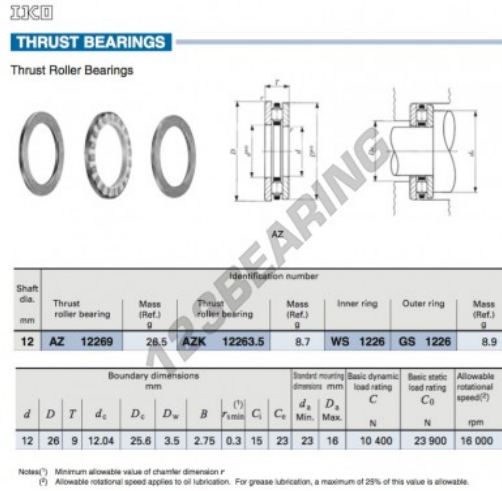 IKO
THRUST BEARINGS
Thrust Roller Bearings
T
r
D
d
AZ
123BEARING
Shaft dia. mm
Identification number
Thrust roller bearing
Mass (Ref.) g
Thrust roller bearing
Mass (Ref.) g
Inner ring
Outer ring
Mass (Ref.) g
12 AZ 12269 26.5 AZK 12263.5 8.7 WS 1226 GS 1226 8.9
Boundary dimensions mm
Standard mounting dimensions mm
Basic dynamic load rating C N
Basic static load rating C0 N
Allowable rotational speed(2) rpm
d D T dc Dc Dw B rs min(1) Ci Ce da Min. Da Max.
12 26 9 12.04 25.6 3.5 2.75 0.3 15 23 23 16 10 400 23 900 16 000
Notes(1) Minimum allowable value of chamfer dimension r
(2) Allowable rotational speed applies to oil lubrication. For grease lubrication, a maximum of 25% of this value is allowable.